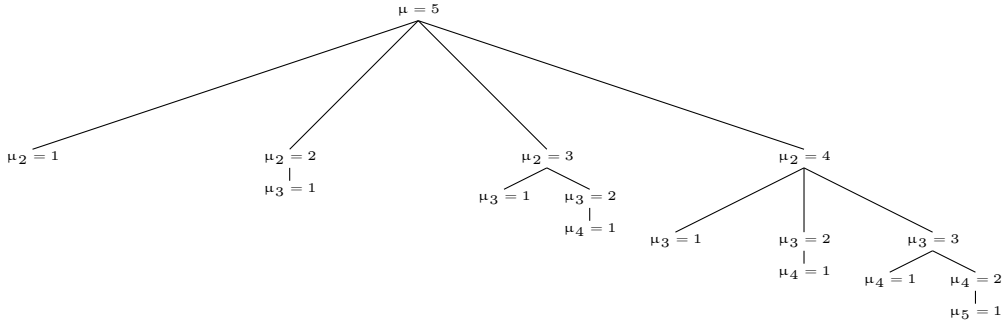 μ = 5
μ₂ = 1
μ₂ = 2
μ₂ = 3
μ₂ = 4
μ₃ = 1
μ₃ = 1
μ₃ = 2
μ₄ = 1
μ₃ = 1
μ₃ = 2
μ₃ = 3
μ₄ = 1
μ₄ = 1
μ₄ = 2
μ₅ = 1